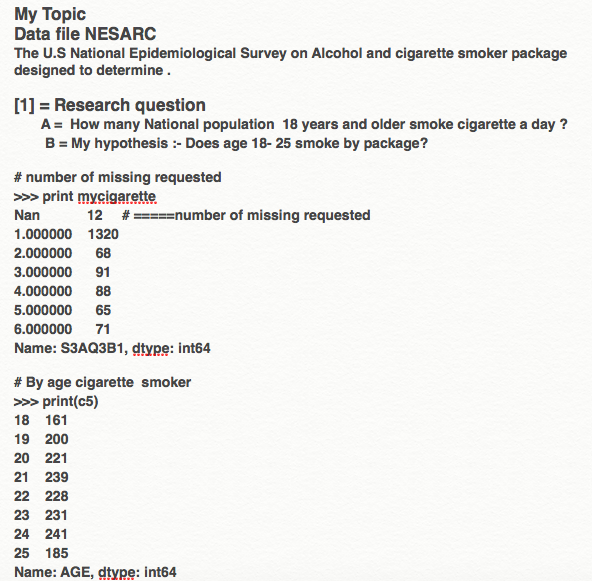 My Topic
Data file NESARC
The U.S National Epidemiological Survey on Alcohol and cigarette smoker package
designed to determine .
[1] = Research question
A = How many National population 18 years and older smoke cigarette a day ?
B = My hypothesis :- Does age 18- 25 smoke by package?
# number of missing requested
>>> print mycigarette
Nan 12 # =====number of missing requested
1.000000 1320
2.000000 68
3.000000 91
4.000000 88
5.000000 65
6.000000 71
Name: S3AQ3B1, dtype: int64
# By age cigarette smoker
>>> print(c5)
18 161
19 200
20 221
21 239
22 228
23 231
24 241
25 185
Name: AGE, dtype: int64